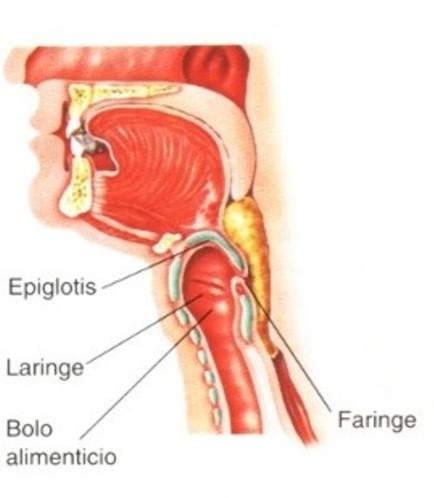 Epiglotis
Laringe
Bolo
alimenticio
Faringe